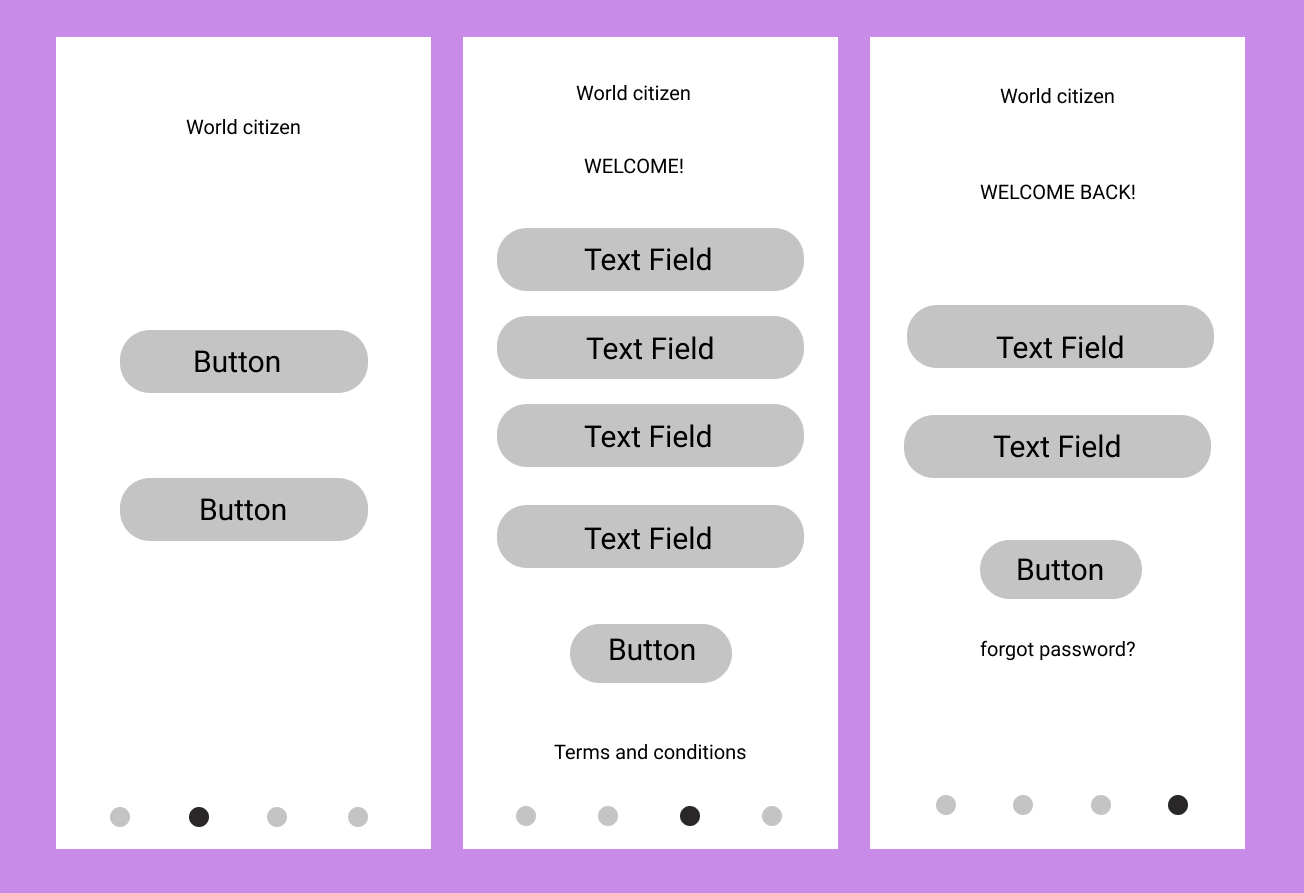 World citizen
Button
Button
World citizen
WELCOME!
Text Field
Text Field
Text Field
Text Field
Button
Terms and conditions
World citizen
WELCOME BACK!
Text Field
Text Field
Button
forgot password?